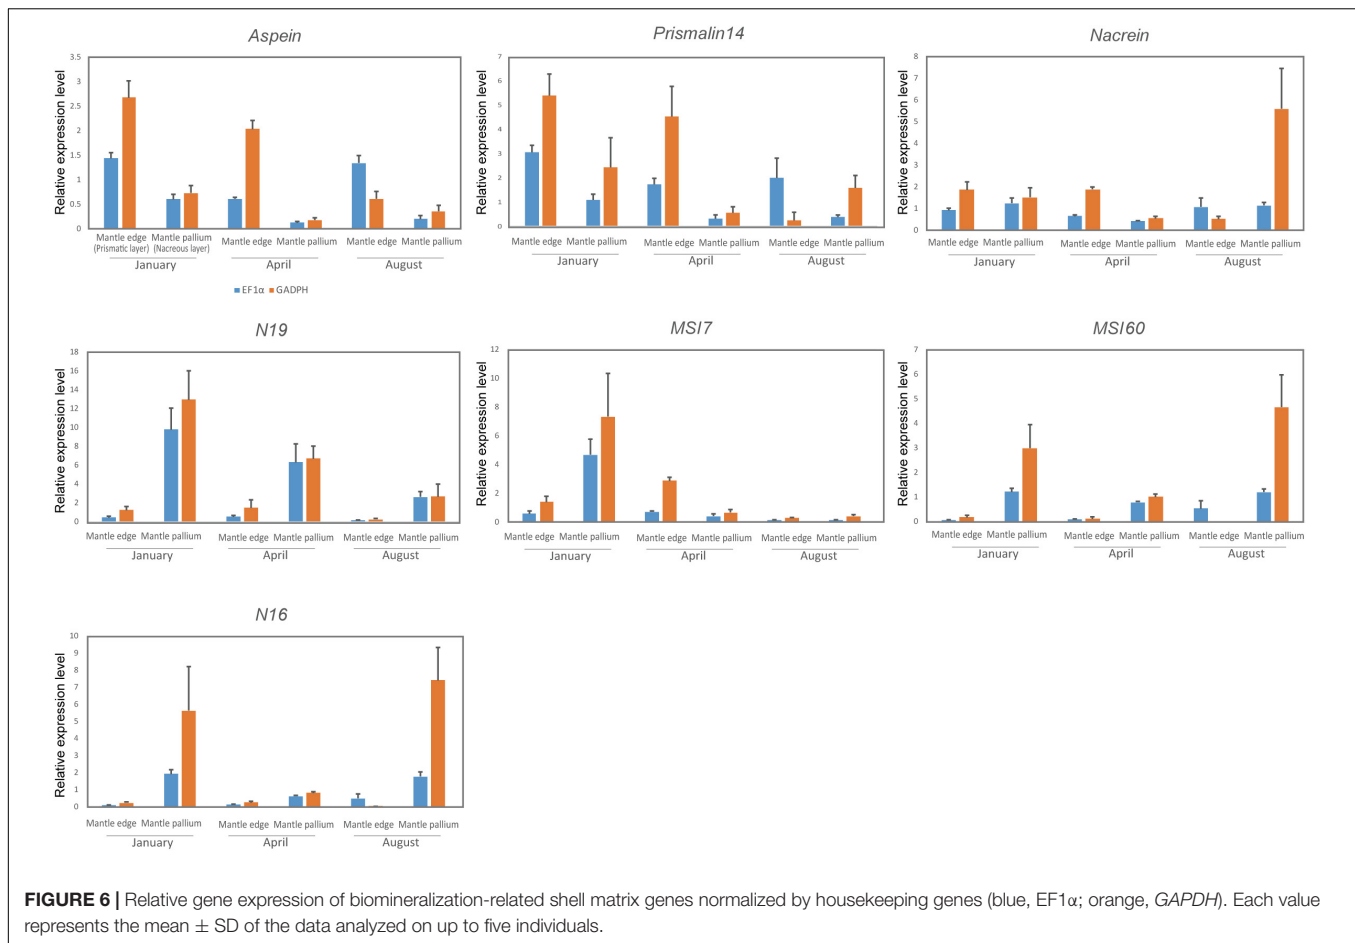 Aspein
Relative expression level
3.5
3
2.5
2
1.5
1
0.5
0
Mantle edge Mantle pallium Mantle edge Mantle pallium Mantle edge Mantle pallium
(Prismatic layer) (Nacreous layer)
January April August
EF1α GADPH
Prismalin14
Relative expression level
7
6
5
4
3
2
1
0
Mantle edge Mantle pallium Mantle edge Mantle pallium Mantle edge Mantle pallium
January April August
Nacrein
Relative expression level
8
7
6
5
4
3
2
1
0
Mantle edge Mantle pallium Mantle edge Mantle pallium Mantle edge Mantle pallium
January April August
N19
Relative expression level
18
16
14
12
10
8
6
4
2
0
Mantle edge Mantle pallium Mantle edge Mantle pallium Mantle edge Mantle pallium
January April August
MSI7
Relative expression level
12
10
8
6
4
2
0
Mantle edge Mantle pallium Mantle edge Mantle pallium Mantle edge Mantle pallium
January April August
MSI60
Relative expression level
7
6
5
4
3
2
1
0
Mantle edge Mantle pallium Mantle edge Mantle pallium Mantle edge Mantle pallium
January April August
N16
Relative expression level
10
9
8
7
6
5
4
3
2
1
0
Mantle edge Mantle pallium Mantle edge Mantle pallium Mantle edge Mantle pallium
January April August
FIGURE 6 | Relative gene expression of biomineralization-related shell matrix genes normalized by housekeeping genes (blue, EF1α; orange, GAPDH). Each value
represents the mean ± SD of the data analyzed on up to five individuals.